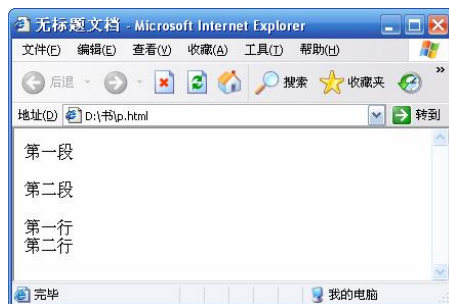 无标题文档 - Microsoft Internet Explorer
文件(F) 编辑(E) 查看(V) 收藏(A) 工具(T) 帮助(H)
后退 搜索 收藏夹 »
地址(D) D:\书\p.html 转到
第一段
第二段
第一行
第二行
完毕 我的电脑